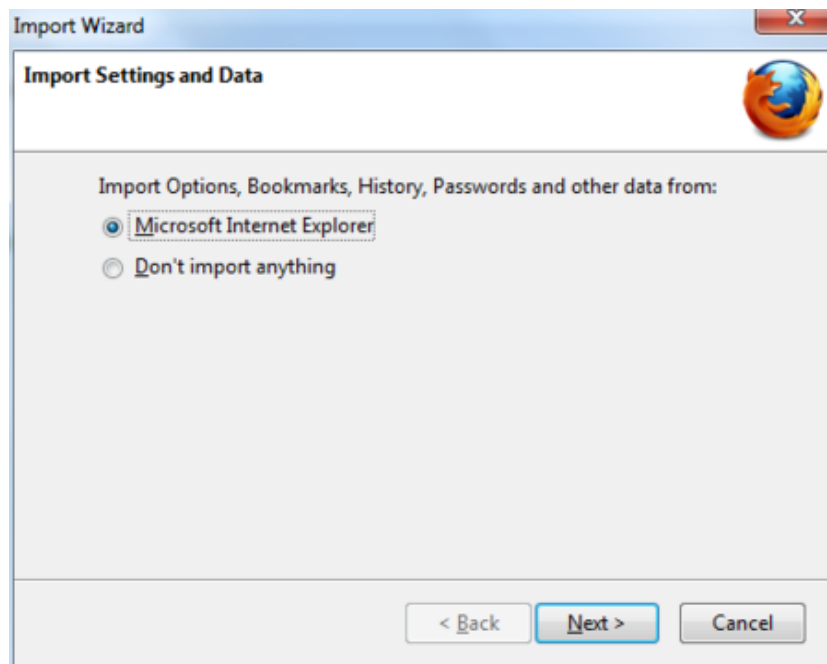 Import Wizard
Import Settings and Data
Import Options, Bookmarks, History, Passwords and other data from:
Microsoft Internet Explorer
Don't import anything
< Back Next > Cancel